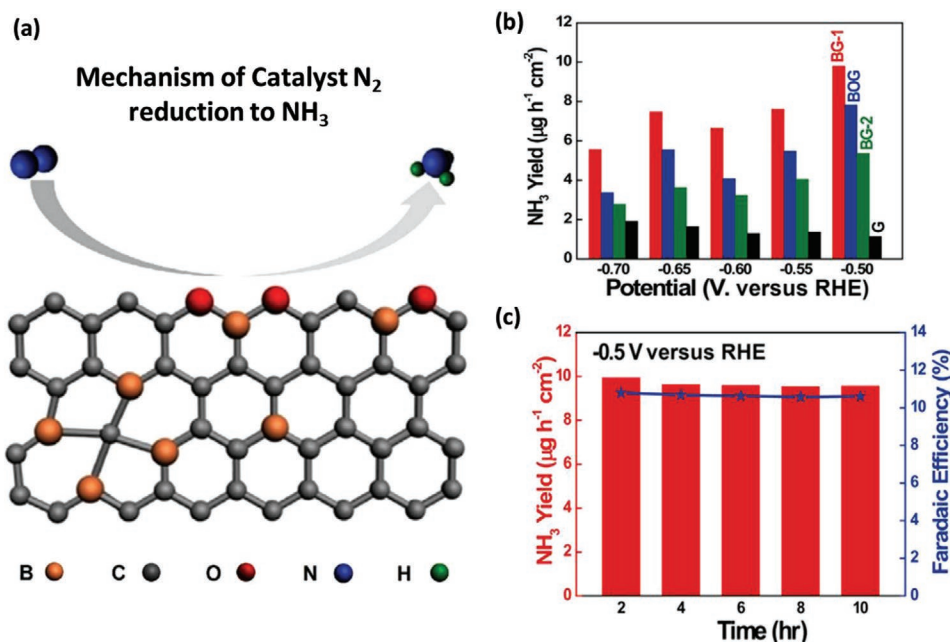 (a)
Mechanism of Catalyst N₂
reduction to NH₃
B C O N H
(b)
NH₃ Yield (μg h⁻¹ cm⁻²)
12
10
8
6
4
2
0
BG-1
BOG
BG-2
G
-0.70 -0.65 -0.60 -0.55 -0.50
Potential (V. versus RHE)
(c)
-0.5 V versus RHE
NH₃ Yield (μg h⁻¹ cm⁻²)
12
10
8
6
4
2
0
14
12
10
8
6
4
2
0
Faradaic Efficiency (%)
2 4 6 8 10
Time (hr)